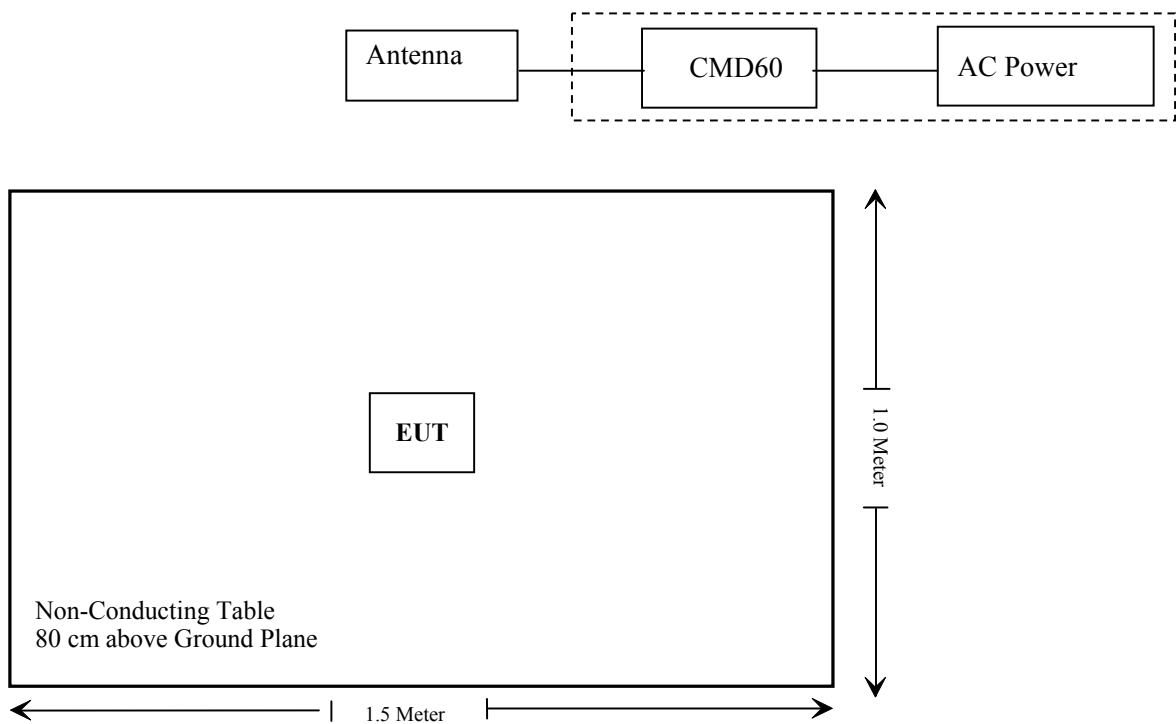 Antenna
CMD60
AC Power
EUT
1.0 Meter
Non-Conducting Table
80 cm above Ground Plane
1.5 Meter